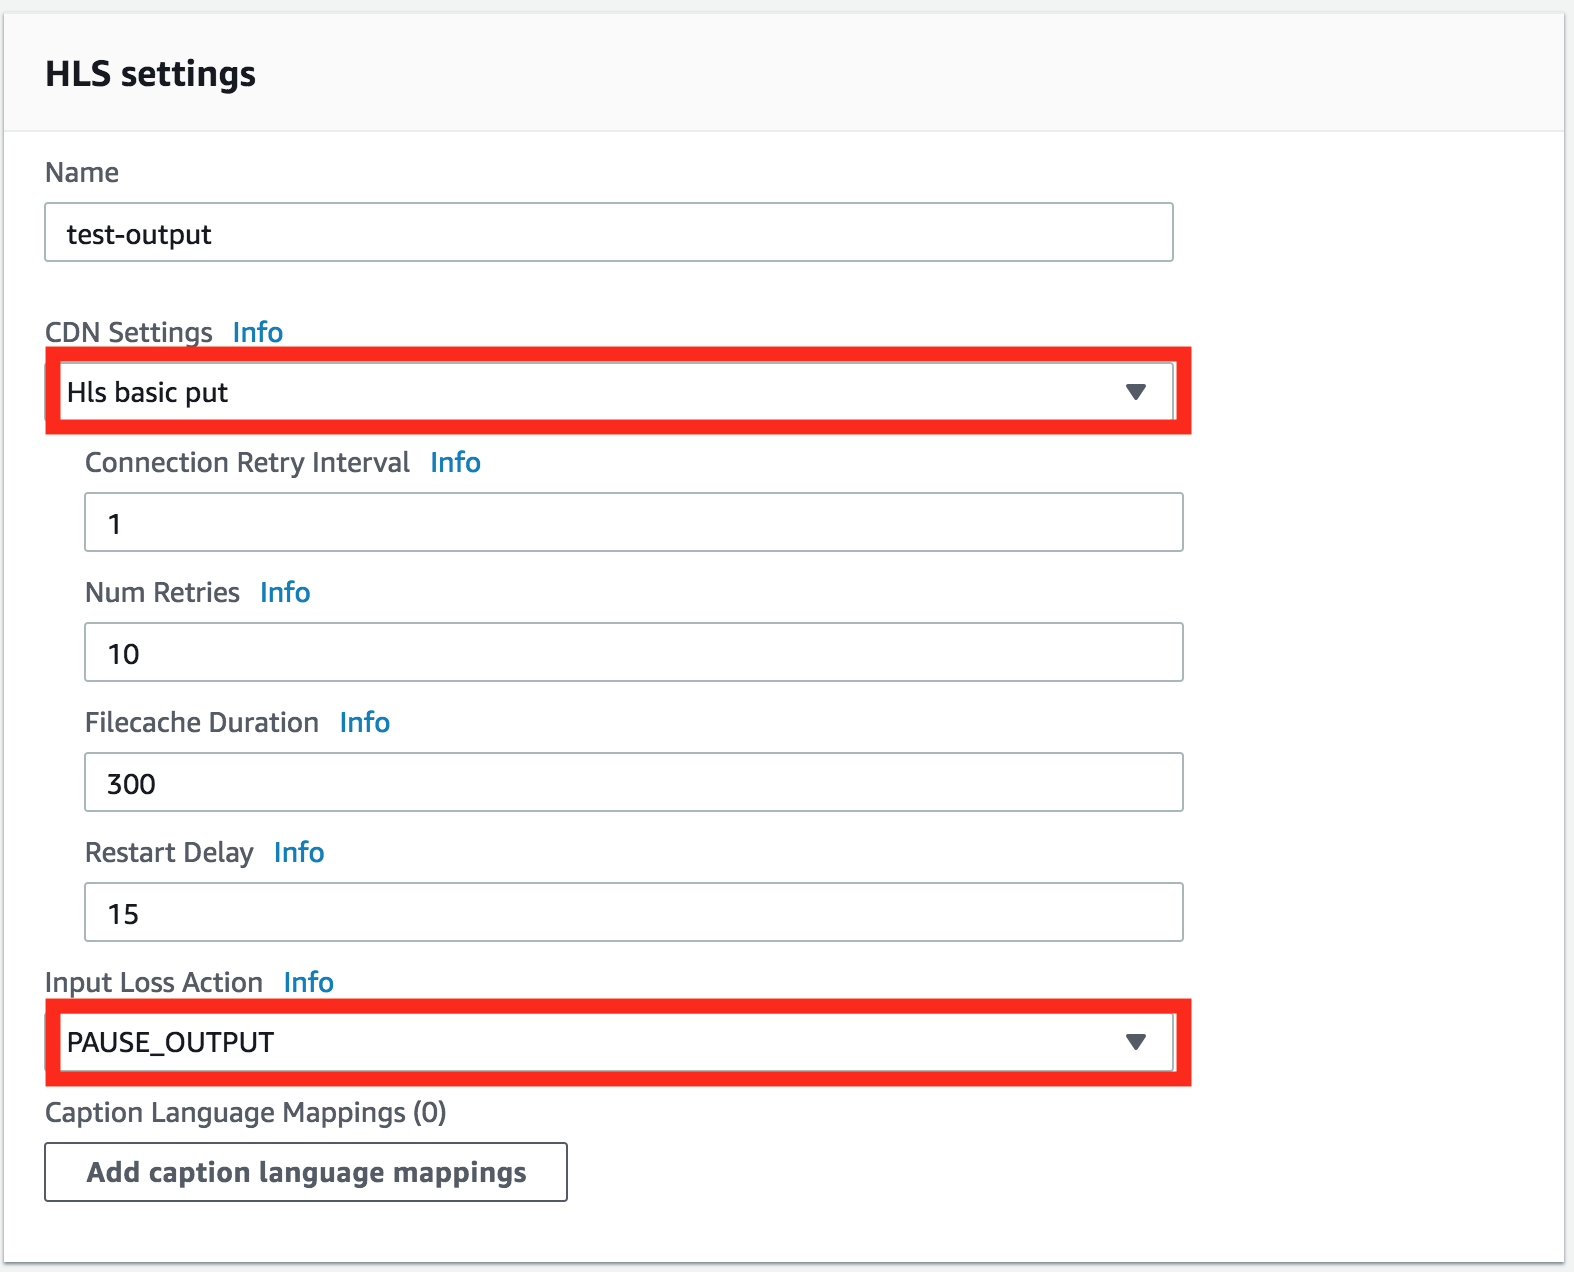 HLS settings
Name
test-output
CDN Settings Info
Hls basic put
Connection Retry Interval Info
1
Num Retries Info
10
Filecache Duration Info
300
Restart Delay Info
15
Input Loss Action Info
PAUSE_OUTPUT
Caption Language Mappings (0)
Add caption language mappings